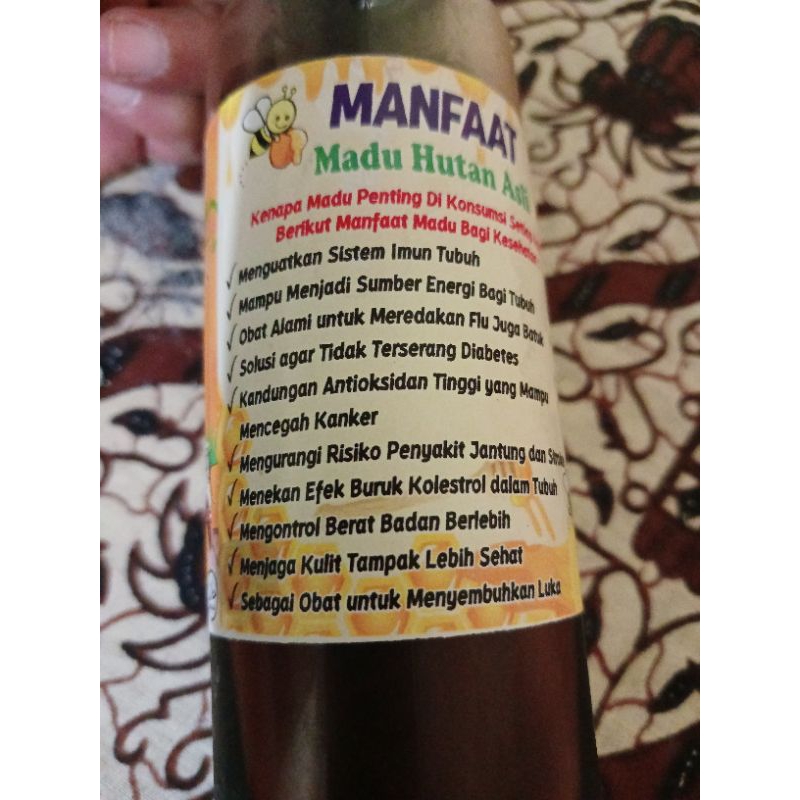 MANFAAT
Madu Hutan Asli
Kenapa Madu Penting Di Konsumsi
Berikut Manfaat Madu Bagi Kesehatan
✓ Menguatkan Sistem Imun Tubuh
✓ Mampu Menjadi Sumber Energi Bagi Tubuh
✓ Obat Alami untuk Meredakan Flu Juga Batuk
✓ Solusi agar Tidak Terserang Diabetes
✓ Kandungan Antioksidan Tinggi yang Mampu
Mencegah Kanker
✓ Mengurangi Risiko Penyakit Jantung dan
✓ Menekan Efek Buruk Kolestrol dalam Tubuh
✓ Mengontrol Berat Badan Berlebih
✓ Menjaga Kulit Tampak Lebih Sehat
✓ Sebagai Obat untuk Menyembuhkan Luka